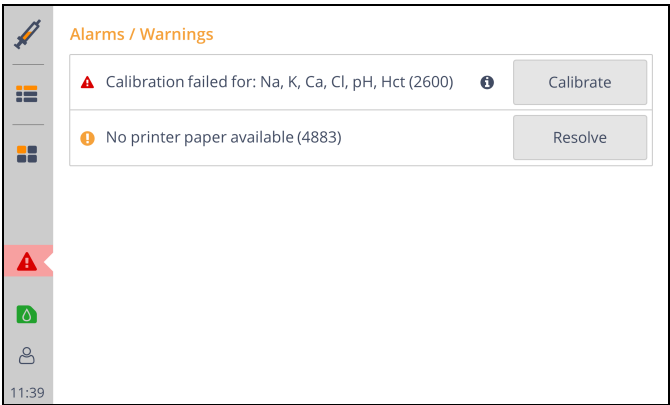 Alarms / Warnings
Calibration failed for: Na, K, Ca, Cl, pH, Hct (2600)
Calibrate
No printer paper available (4883)
Resolve
11:39